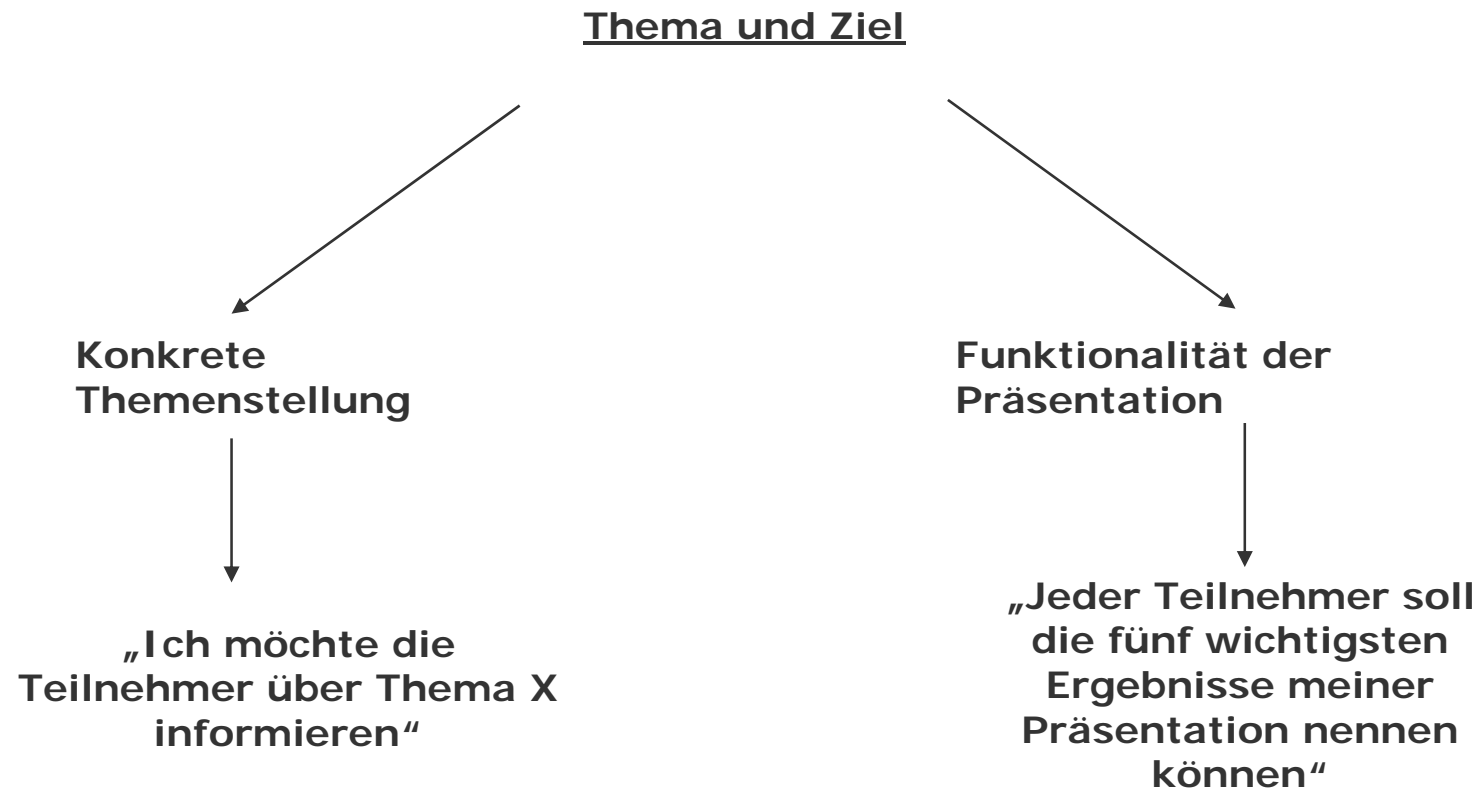 Thema und Ziel
Konkrete
Themenstellung
„Ich möchte die
Teilnehmer über Thema X
informieren“
Funktionalität der
Präsentation
„Jeder Teilnehmer soll
die fünf wichtigsten
Ergebnisse meiner
Präsentation nennen
können“